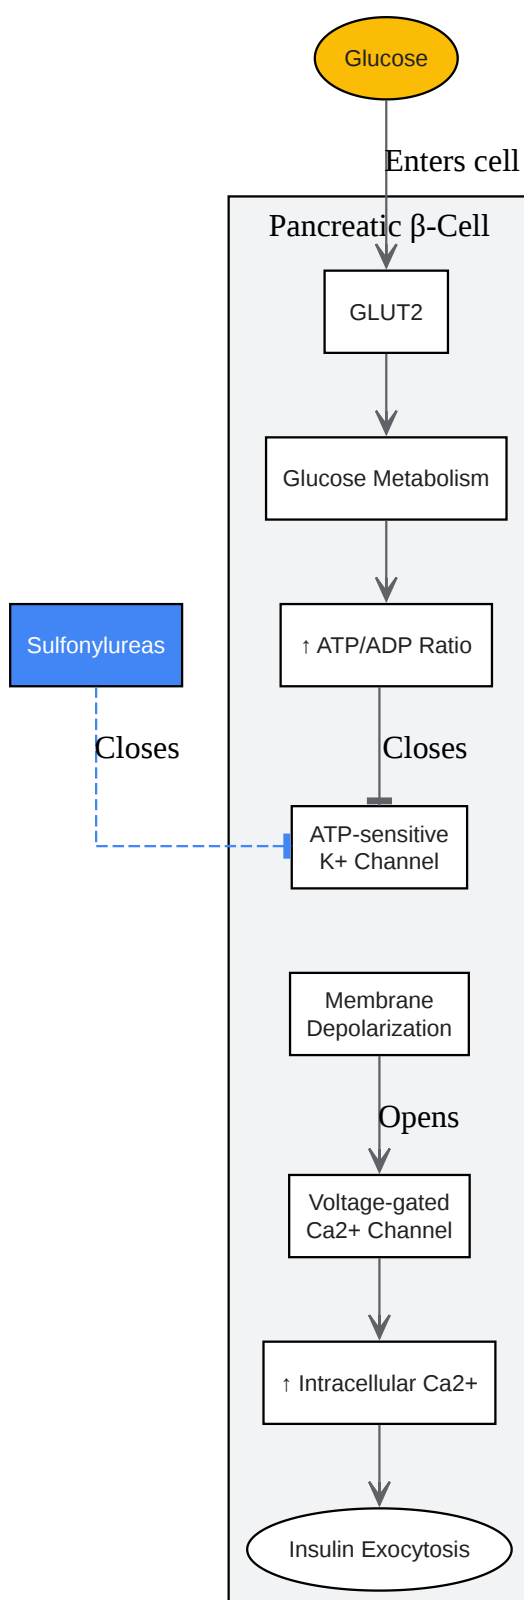 Glucose
Enters cell
Pancreatic β-Cell
GLUT2
Glucose Metabolism
Sulfonylureas
↑ ATP/ADP Ratio
Closes
Closes
ATP-sensitive
K+ Channel
Membrane
Depolarization
Opens
Voltage-gated
Ca2+ Channel
↑ Intracellular Ca2+
Insulin Exocytosis